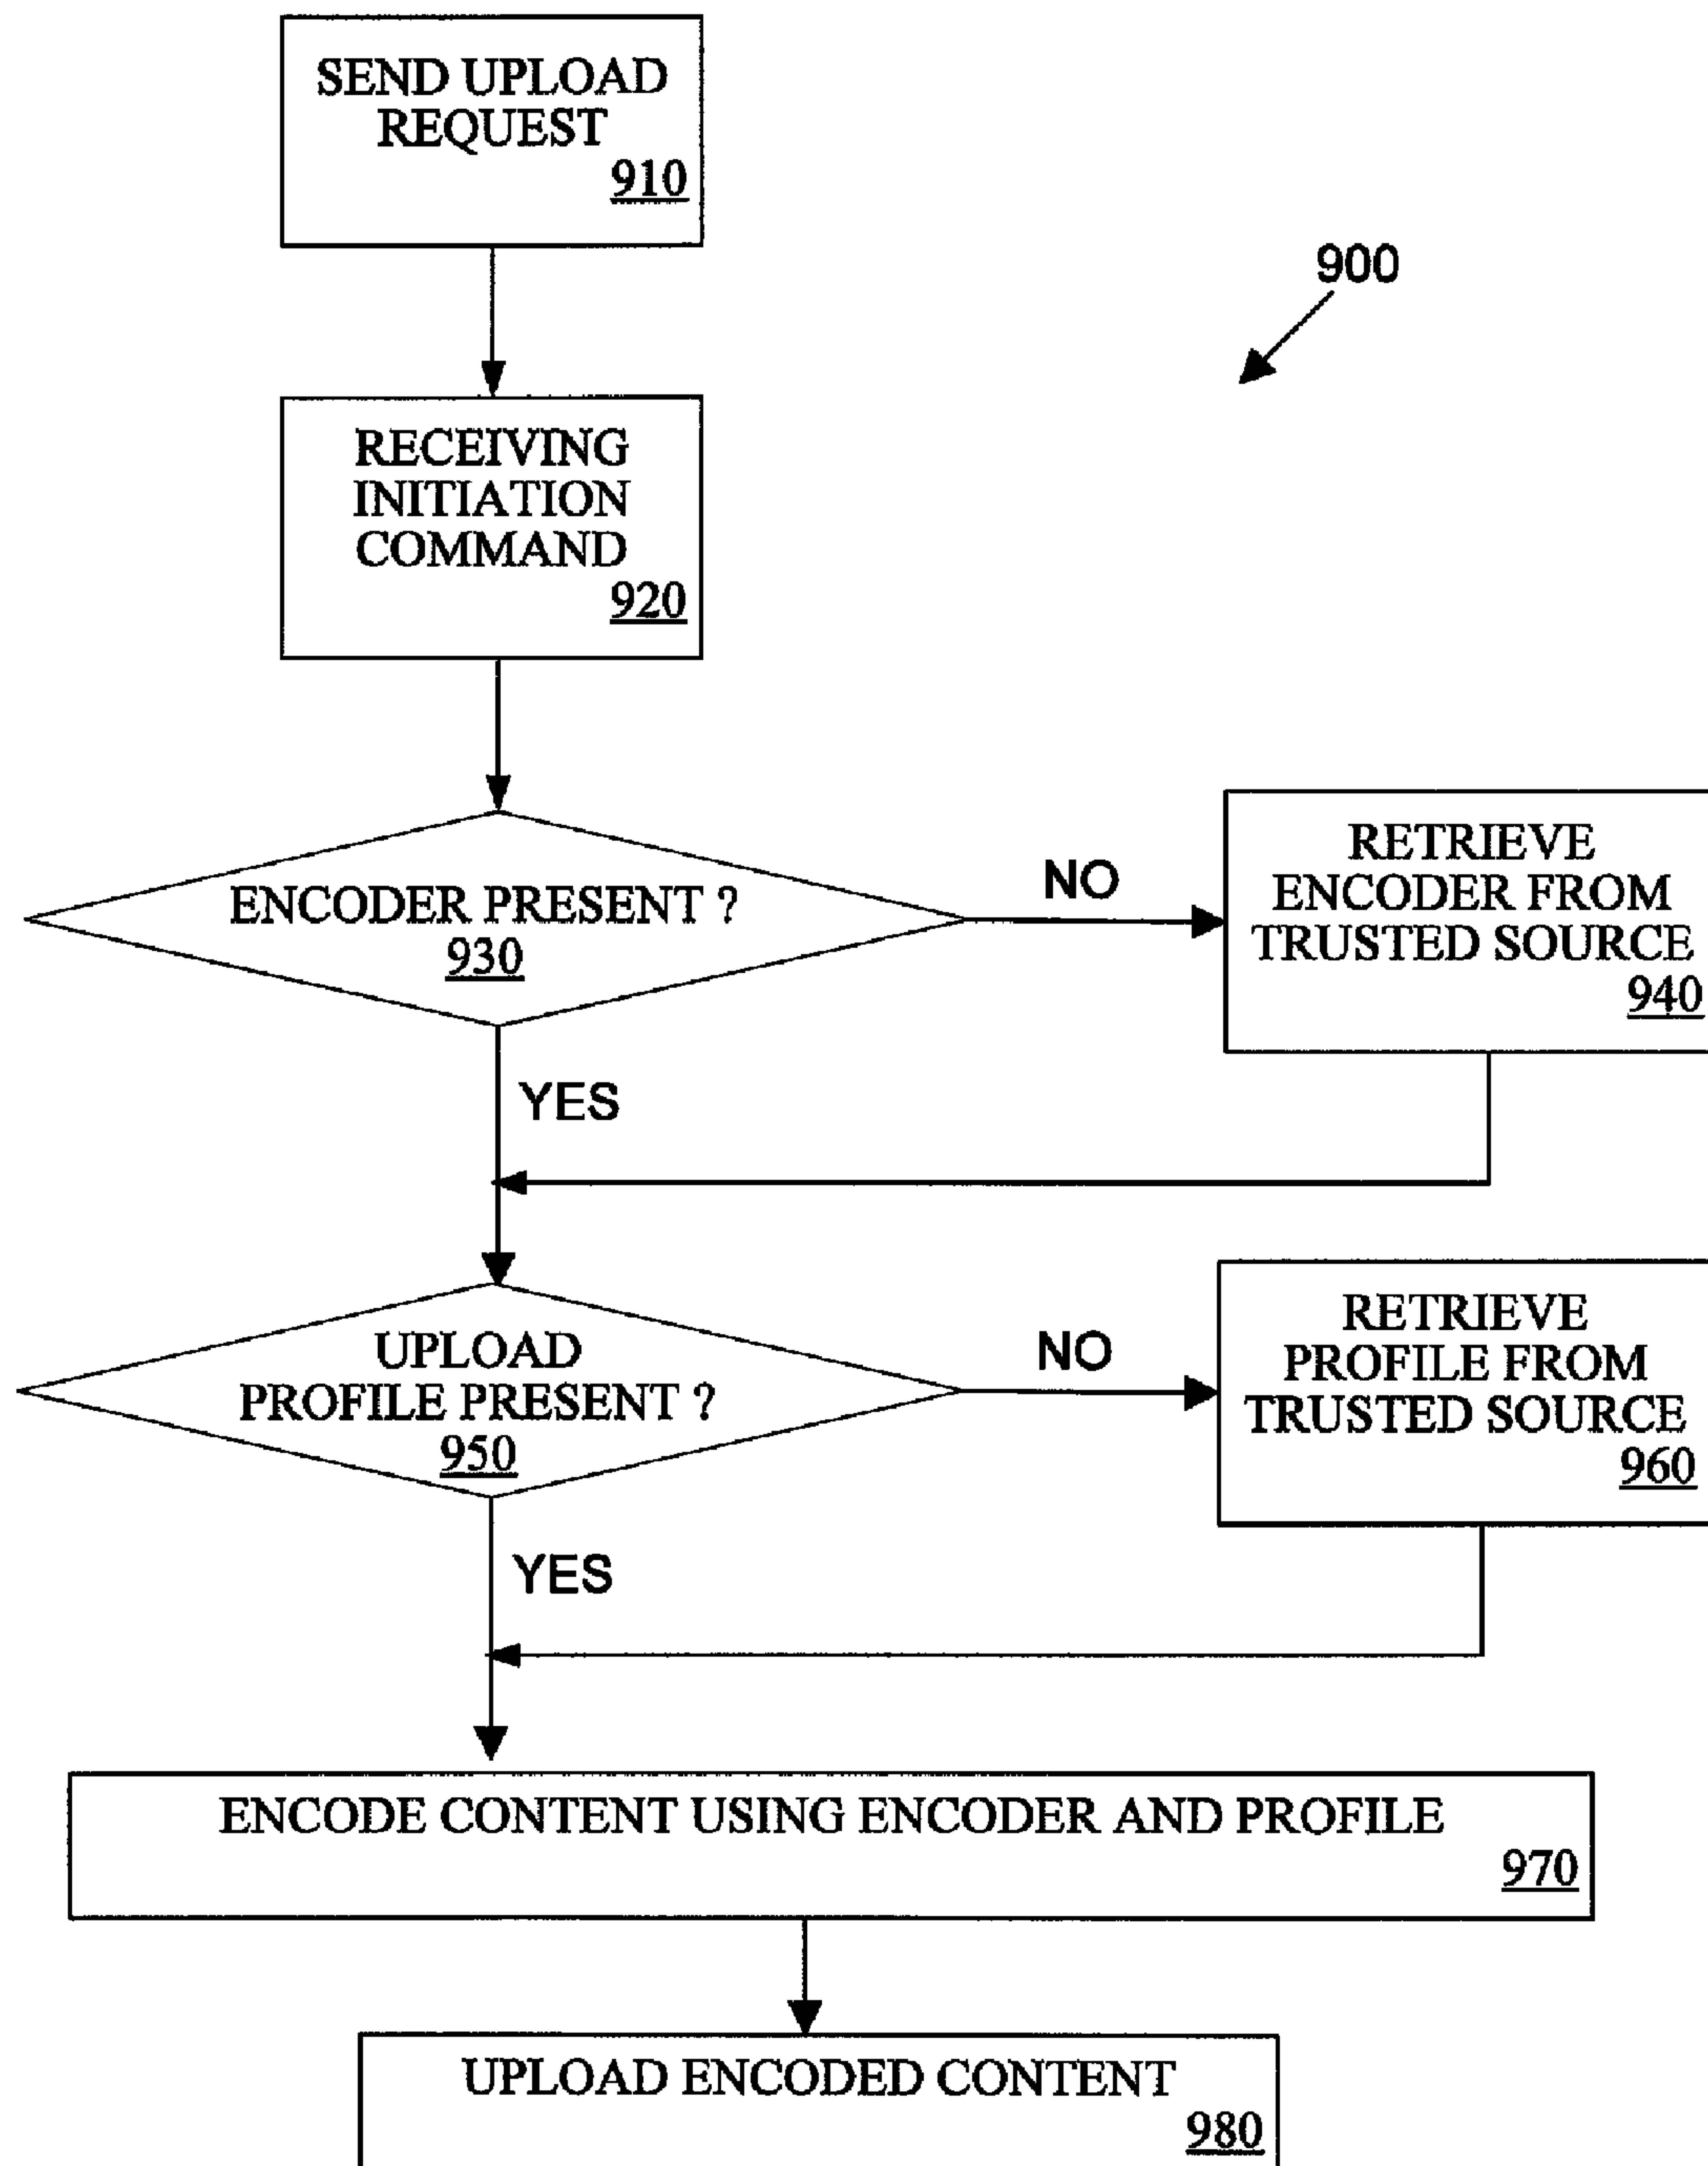 SEND UPLOAD
REQUEST
910
900
RECEIVING
INITIATION
COMMAND
920
ENCODER PRESENT ?
930
NO
RETRIEVE
ENCODER FROM
TRUSTED SOURCE
940
YES
UPLOAD
PROFILE PRESENT ?
950
NO
RETRIEVE
PROFILE FROM
TRUSTED SOURCE
960
YES
ENCODE CONTENT USING ENCODER AND PROFILE
970
UPLOAD ENCODED CONTENT
980